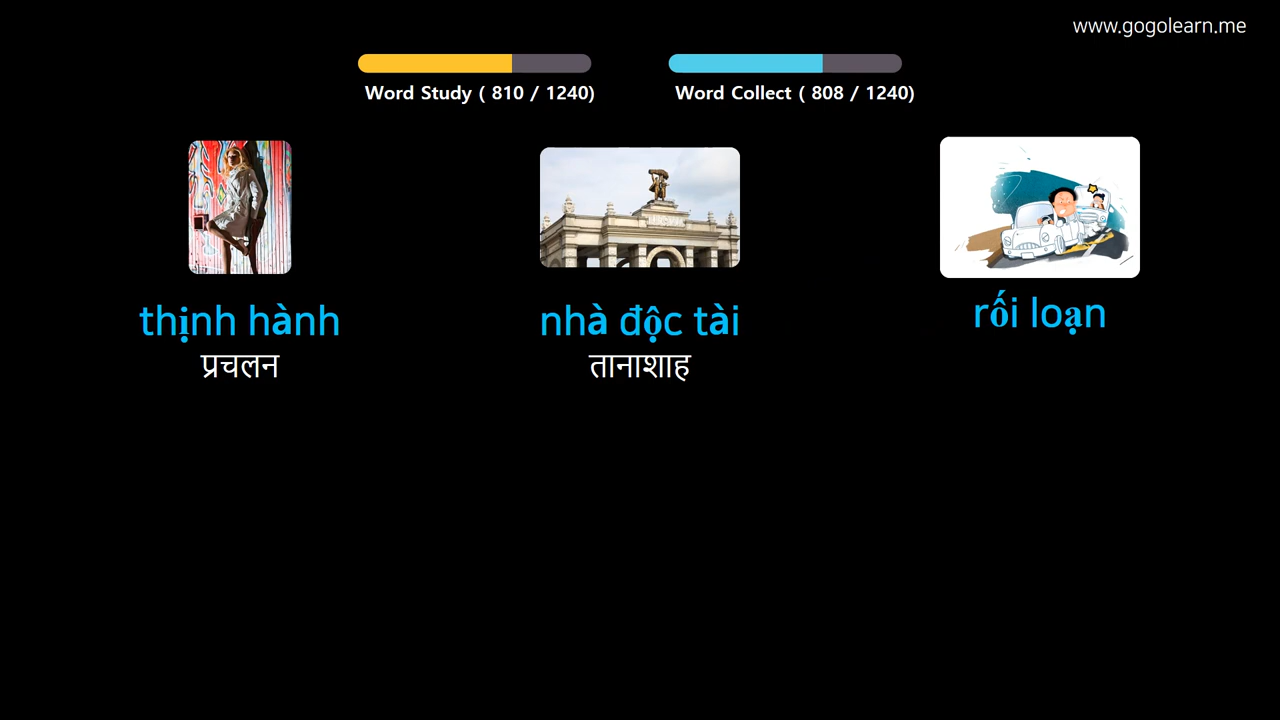 www.gogolearn.me
Word Study ( 810 / 1240)
Word Collect ( 808 / 1240)
thịnh hành
प्रचलन
nhà độc tài
तानाशाह
rối loạn